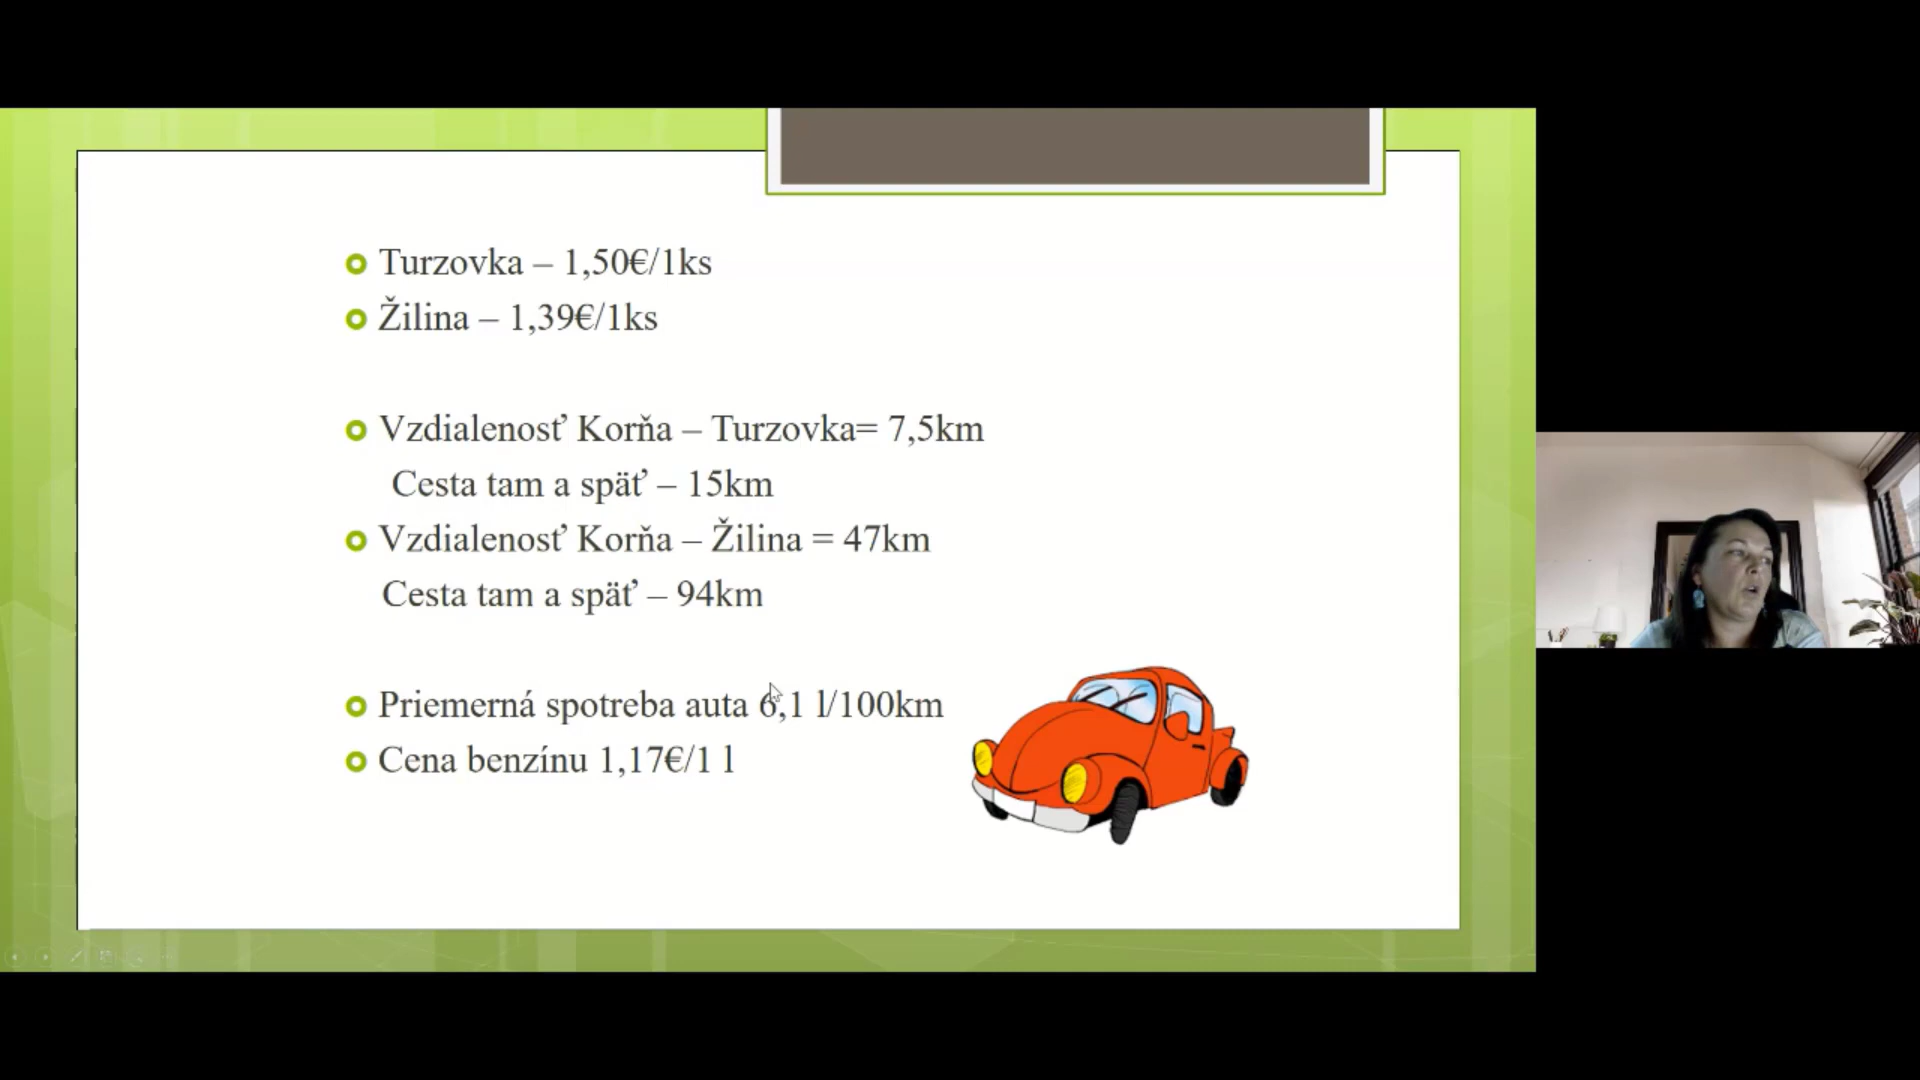 Turzovka – 1,50€/1ks
Žilina – 1,39€/1ks
Vzdialenosť Korňa – Turzovka= 7,5km
Cesta tam a späť – 15km
Vzdialenosť Korňa – Žilina = 47km
Cesta tam a späť – 94km
Priemerná spotreba auta 6,1 l/100km
Cena benzínu 1,17€/1 l